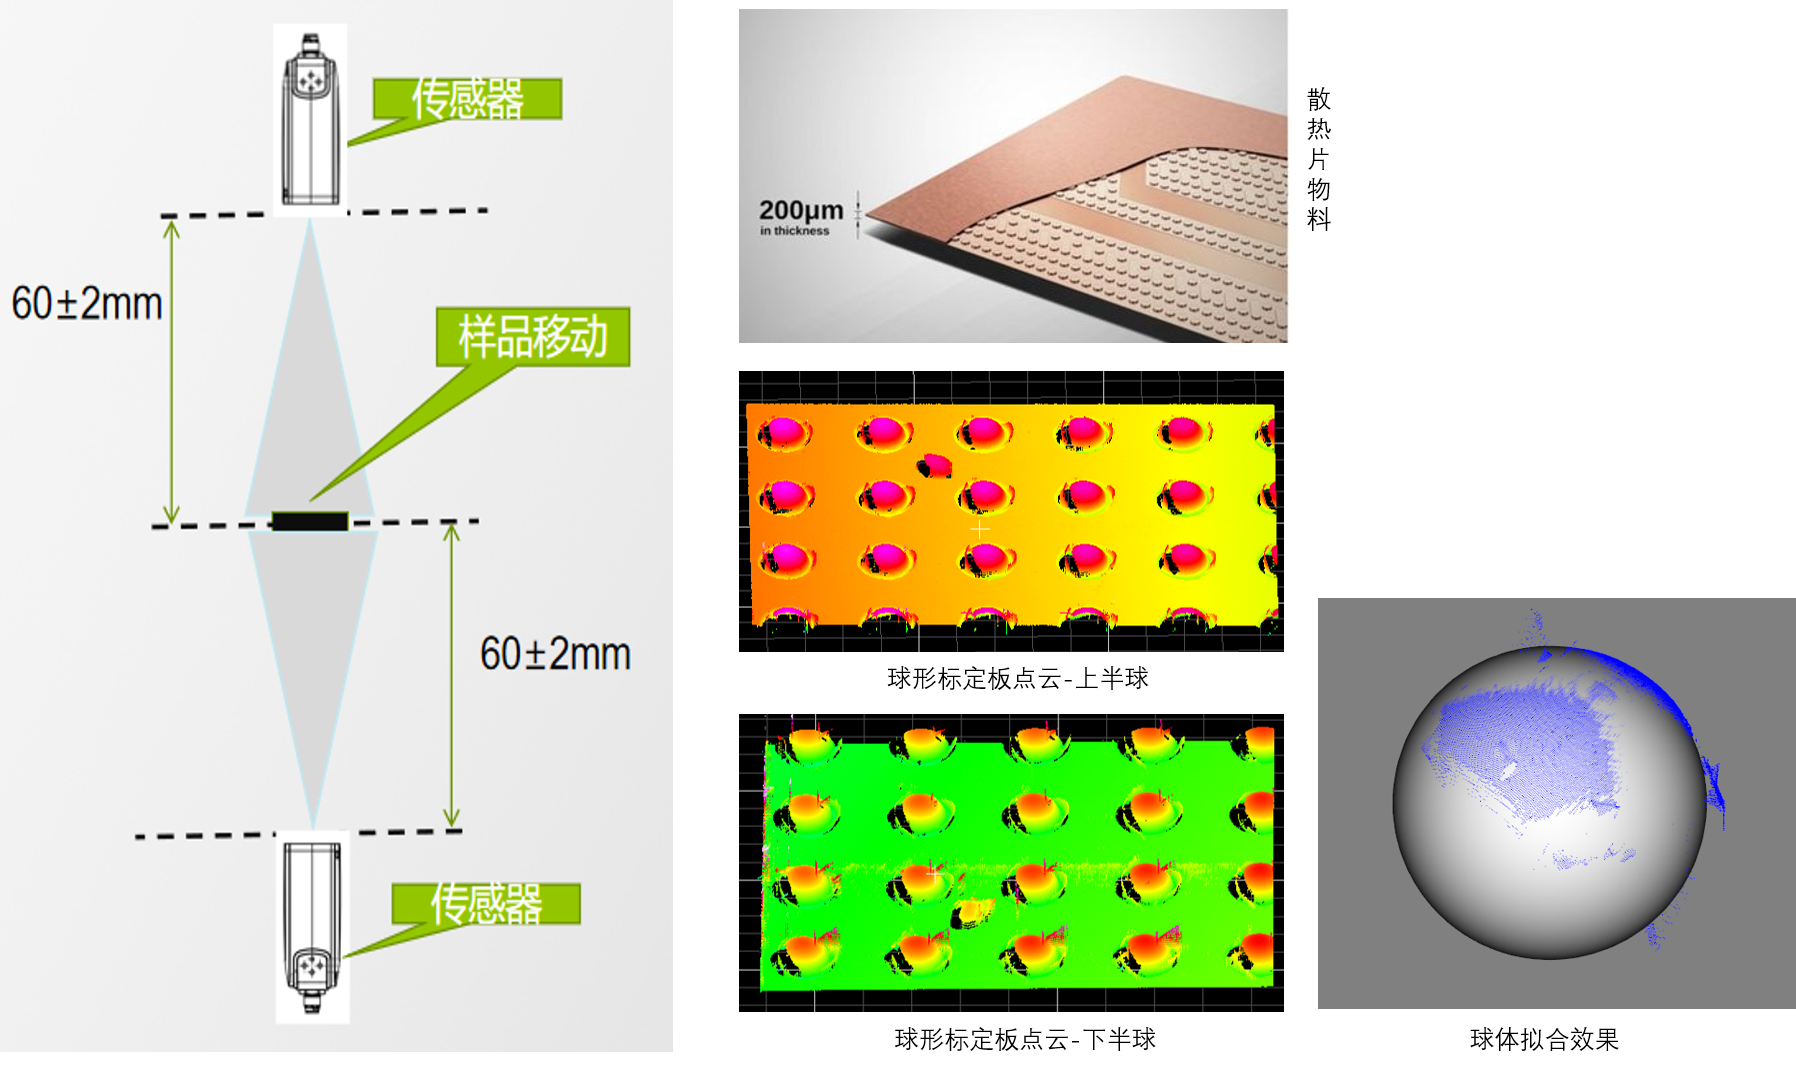 传感器
60±2mm
样品移动
60±2mm
传感器
200μm
in thickness
散热片物料
球形标定板点云-上半球
球形标定板点云-下半球
球体拟合效果